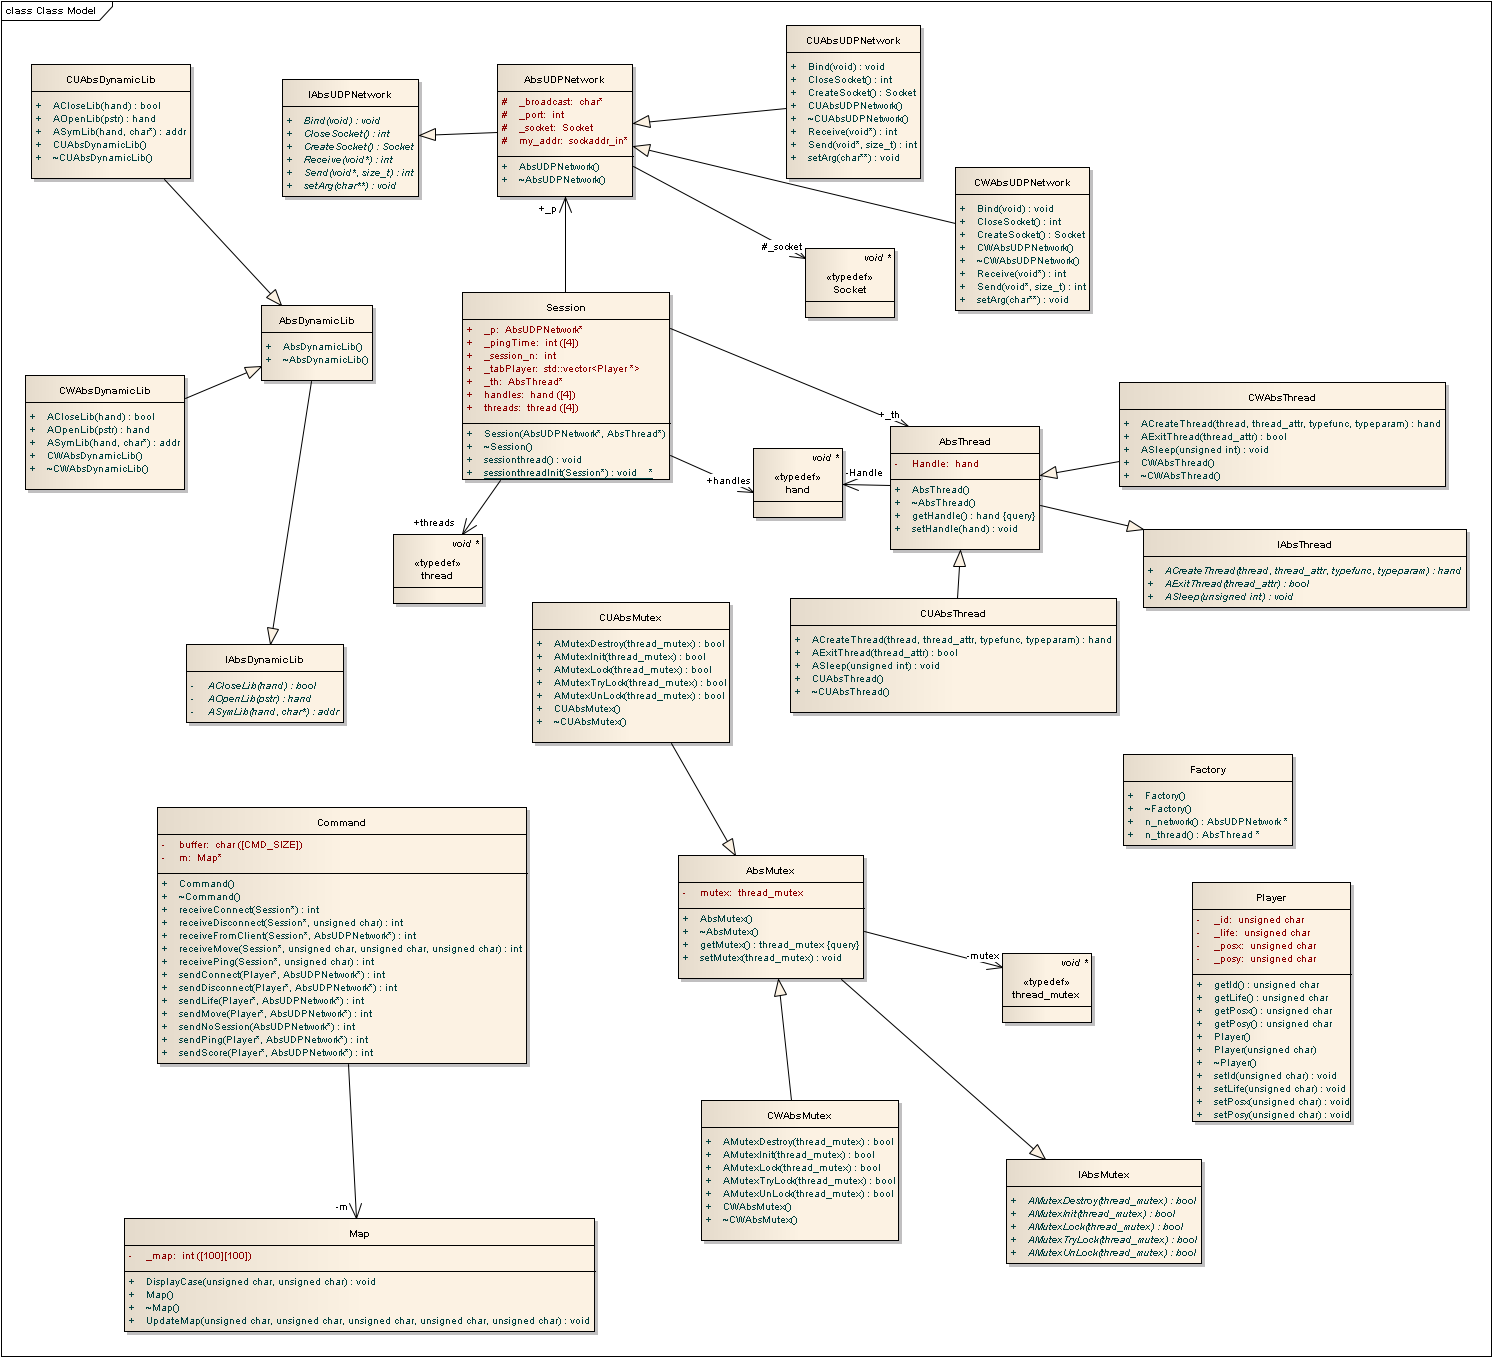 class Class Model
CUAbsDynamicLib
+ ACloseLib(hand) : bool
+ AOpenLib(pstr) : hand
+ ASymLib(hand, char*) : addr
+ CUAbsDynamicLib()
+ ~CUAbsDynamicLib()
IAbsUDPNetwork
+ Bind(void) : void
+ CloseSocket() : int
+ CreateSocket() : Socket
+ Receive(void*) : int
+ Send(void*, size_t) : int
+ setArg(char**) : void
AbsUDPNetwork
# _broadcast: char*
# _port: int
# _socket: Socket
# my_addr: sockaddr_in*
+ AbsUDPNetwork()
+ ~AbsUDPNetwork()
CUAbsUDPNetwork
+ Bind(void) : void
+ CloseSocket() : int
+ CreateSocket() : Socket
+ CUAbsUDPNetwork()
+ ~CUAbsUDPNetwork()
+ Receive(void*) : int
+ Send(void*, size_t) : int
+ setArg(char**) : void
CWAbsUDPNetwork
+ Bind(void) : void
+ CloseSocket() : int
+ CreateSocket() : Socket
+ CWAbsUDPNetwork()
+ ~CWAbsUDPNetwork()
+ Receive(void*) : int
+ Send(void*, size_t) : int
+ setArg(char**) : void
+_p
#_socket
void *
«typedef»
Socket
AbsDynamicLib
+ AbsDynamicLib()
+ ~AbsDynamicLib()
CWAbsDynamicLib
+ ACloseLib(hand) : bool
+ AOpenLib(pstr) : hand
+ ASymLib(hand, char*) : addr
+ CWAbsDynamicLib()
+ ~CWAbsDynamicLib()
Session
+ _p: AbsUDPNetwork*
+ _pingTime: int ([4])
+ _session_n: int
+ _tabPlayer: std::vector<Player *>
+ _th: AbsThread*
+ handles: hand ([4])
+ threads: thread ([4])
+ Session(AbsUDPNetwork*, AbsThread*)
+ ~Session()
+ sessionthread() : void
+ sessionthreadInit(Session*) : void *
+_th
+handles
-Handle
+threads
void *
«typedef»
hand
void *
«typedef»
thread
AbsThread
- Handle: hand
+ AbsThread()
+ ~AbsThread()
+ getHandle() : hand {query}
+ setHandle(hand) : void
CWAbsThread
+ ACreateThread(thread, thread_attr, typefunc, typeparam) : hand
+ AExitThread(thread_attr) : bool
+ ASleep(unsigned int) : void
+ CWAbsThread()
+ ~CWAbsThread()
IAbsThread
+ ACreateThread(thread, thread_attr, typefunc, typeparam) : hand
+ AExitThread(thread_attr) : bool
+ ASleep(unsigned int) : void
CUAbsThread
+ ACreateThread(thread, thread_attr, typefunc, typeparam) : hand
+ AExitThread(thread_attr) : bool
+ ASleep(unsigned int) : void
+ CUAbsThread()
+ ~CUAbsThread()
IAbsDynamicLib
- ACloseLib(hand) : bool
- AOpenLib(pstr) : hand
- ASymLib(hand, char*) : addr
CUAbsMutex
+ AMutexDestroy(thread_mutex) : bool
+ AMutexInit(thread_mutex) : bool
+ AMutexLock(thread_mutex) : bool
+ AMutexTryLock(thread_mutex) : bool
+ AMutexUnLock(thread_mutex) : bool
+ CUAbsMutex()
+ ~CUAbsMutex()
Factory
+ Factory()
+ ~Factory()
+ n_network() : AbsUDPNetwork *
+ n_thread() : AbsThread *
Command
- buffer: char ([CMD_SIZE])
- m: Map*
+ Command()
+ ~Command()
+ receiveConnect(Session*) : int
+ receiveDisconnect(Session*, unsigned char) : int
+ receiveFromClient(Session*, AbsUDPNetwork*) : int
+ receiveMove(Session*, unsigned char, unsigned char, unsigned char) : int
+ receivePing(Session*, unsigned char) : int
+ sendConnect(Player*, AbsUDPNetwork*) : int
+ sendDisconnect(Player*, AbsUDPNetwork*) : int
+ sendLife(Player*, AbsUDPNetwork*) : int
+ sendMove(Player*, AbsUDPNetwork*) : int
+ sendNoSession(AbsUDPNetwork*) : int
+ sendPing(Player*, AbsUDPNetwork*) : int
+ sendScore(Player*, AbsUDPNetwork*) : int
AbsMutex
- mutex: thread_mutex
+ AbsMutex()
+ ~AbsMutex()
+ getMutex() : thread_mutex {query}
+ setMutex(thread_mutex) : void
-mutex
void *
«typedef»
thread_mutex
Player
- _id: unsigned char
- _life: unsigned char
- _posx: unsigned char
- _posy: unsigned char
+ getId() : unsigned char
+ getLife() : unsigned char
+ getPosx() : unsigned char
+ getPosy() : unsigned char
+ Player()
+ Player(unsigned char)
+ ~Player()
+ setId(unsigned char) : void
+ setLife(unsigned char) : void
+ setPosx(unsigned char) : void
+ setPosy(unsigned char) : void
CWAbsMutex
+ AMutexDestroy(thread_mutex) : bool
+ AMutexInit(thread_mutex) : bool
+ AMutexLock(thread_mutex) : bool
+ AMutexTryLock(thread_mutex) : bool
+ AMutexUnLock(thread_mutex) : bool
+ CWAbsMutex()
+ ~CWAbsMutex()
IAbsMutex
+ AMutexDestroy(thread_mutex) : bool
+ AMutexInit(thread_mutex) : bool
+ AMutexLock(thread_mutex) : bool
+ AMutexTryLock(thread_mutex) : bool
+ AMutexUnLock(thread_mutex) : bool
-m
Map
- _map: int ([100][100])
+ DisplayCase(unsigned char, unsigned char) : void
+ Map()
+ ~Map()
+ UpdateMap(unsigned char, unsigned char, unsigned char, unsigned char, unsigned char) : void